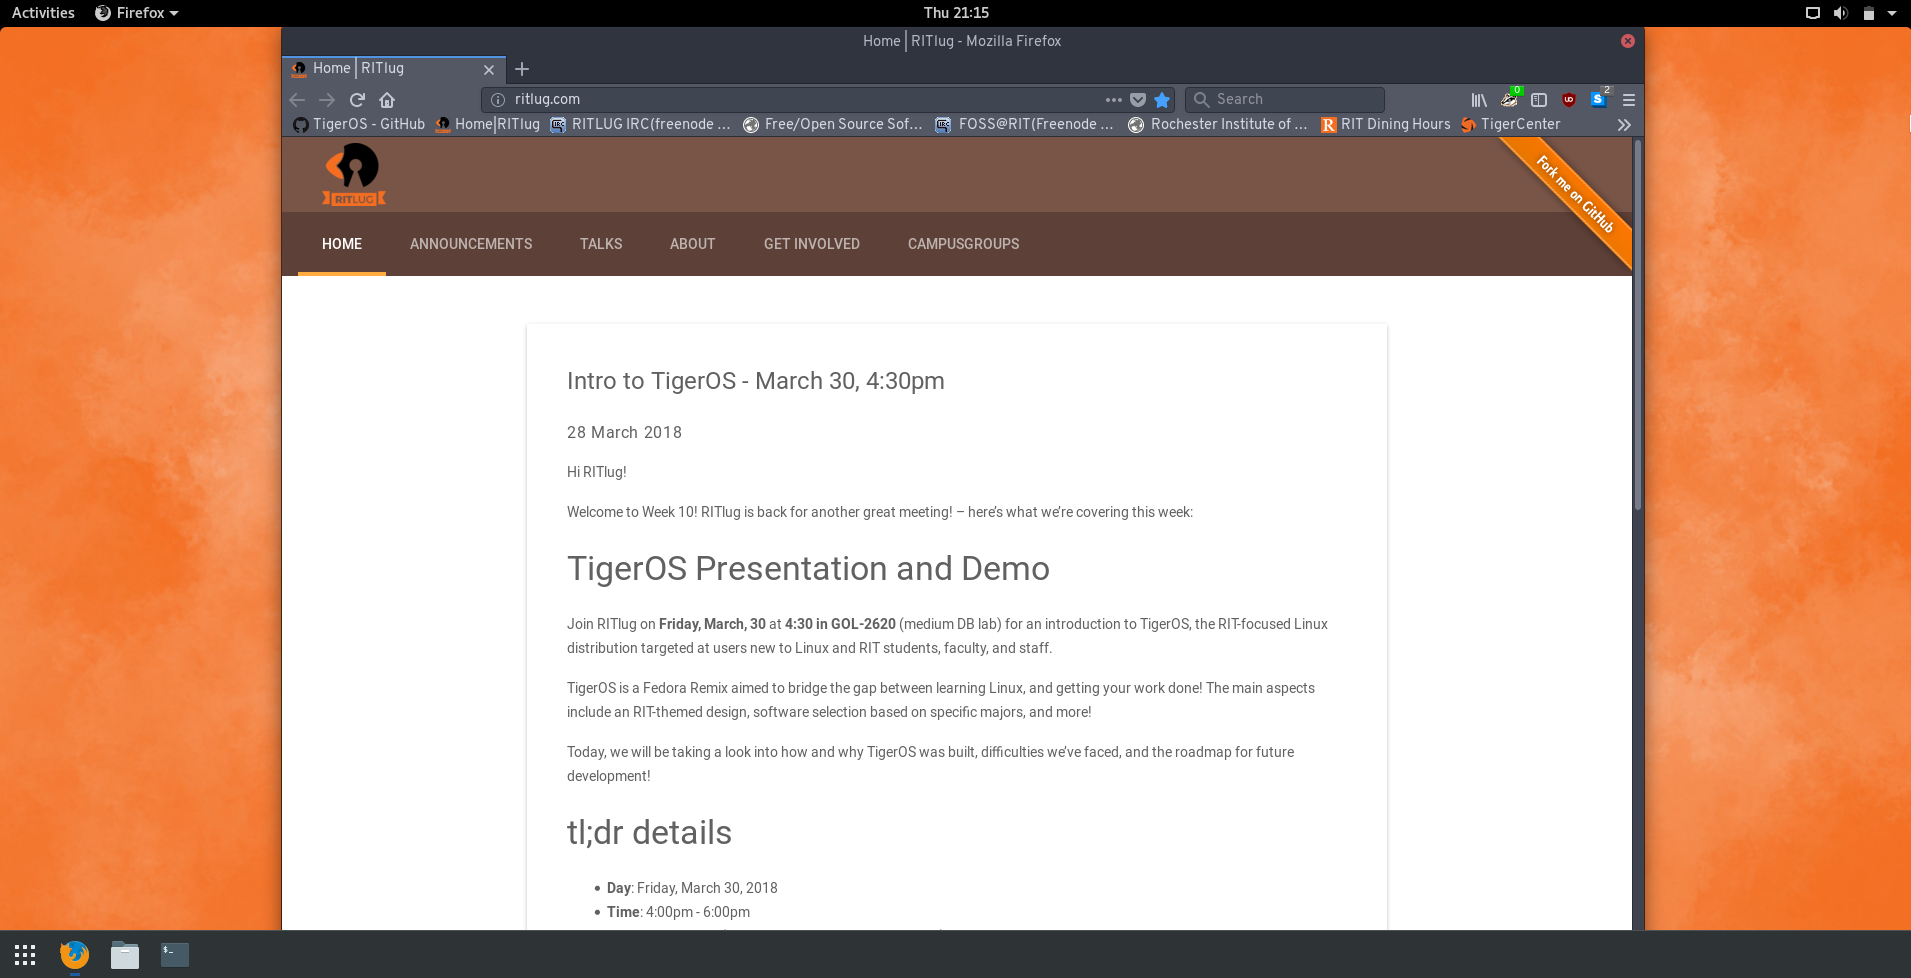 Activities Firefox Thu 21:15
Home | RITlug - Mozilla Firefox
Home | RITlug
ritlug.com Search 0 2
TigerOS - GitHub Home|RITlug RITLUG IRC(freenode ... Free/Open Source Sof... FOSS@RIT(Freenode ... Rochester Institute of ... RIT Dining Hours TigerCenter
RITLUG
Fork me on GitHub
HOME ANNOUNCEMENTS TALKS ABOUT GET INVOLVED CAMPUSGROUPS
Intro to TigerOS - March 30, 4:30pm
28 March 2018
Hi RITlug!
Welcome to Week 10! RITlug is back for another great meeting! – here’s what we’re covering this week:
TigerOS Presentation and Demo
Join RITlug on Friday, March, 30 at 4:30 in GOL-2620 (medium DB lab) for an introduction to TigerOS, the RIT-focused Linux
distribution targeted at users new to Linux and RIT students, faculty, and staff.
TigerOS is a Fedora Remix aimed to bridge the gap between learning Linux, and getting your work done! The main aspects
include an RIT-themed design, software selection based on specific majors, and more!
Today, we will be taking a look into how and why TigerOS was built, difficulties we’ve faced, and the roadmap for future
development!
tl;dr details
• Day: Friday, March 30, 2018
• Time: 4:00pm - 6:00pm
$-